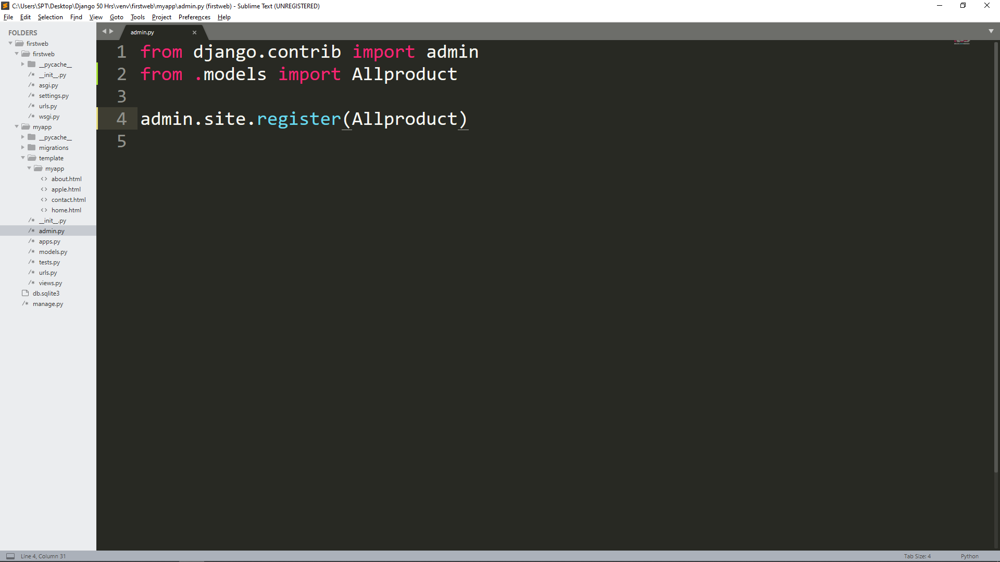 C:\Users\SPT\Desktop\Django 50 Hrs\venv\firstweb\myapp\admin.py (firstweb) - Sublime Text (UNREGISTERED)
File Edit Selection Find View Goto Tools Project Preferences Help
FOLDERS
firstweb
firstweb
__pycache__
__init__.py
asgi.py
settings.py
urls.py
wsgi.py
myapp
__pycache__
migrations
template
myapp
about.html
apple.html
contact.html
home.html
__init__.py
admin.py
apps.py
models.py
tests.py
urls.py
views.py
db.sqlite3
manage.py
admin.py
1 from django.contrib import admin
2 from .models import Allproduct
3
4 admin.site.register(Allproduct)
5
Line 4, Column 31
Tab Size: 4
Python